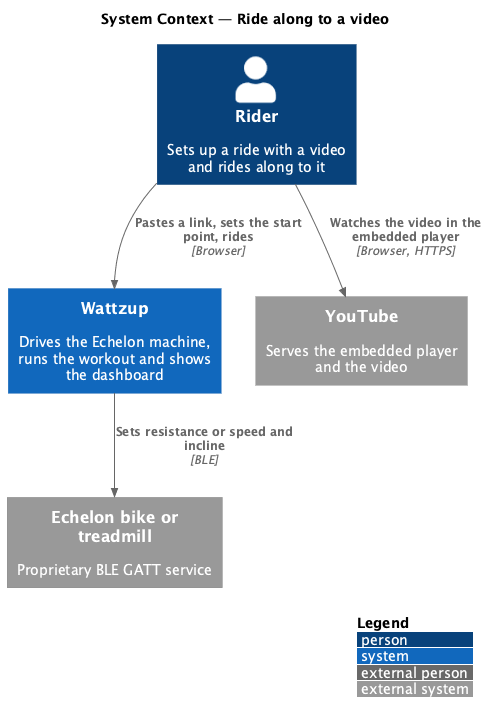 System Context — Ride along to a video
Rider
Sets up a ride with a video
and rides along to it
Pastes a link, sets the start
point, rides
[Browser]
Watches the video in the
embedded player
[Browser, HTTPS]
Wattzup
Drives the Echelon machine,
runs the workout and shows
the dashboard
YouTube
Serves the embedded player
and the video
Sets resistance or speed and
incline
[BLE]
Echelon bike or
treadmill
Proprietary BLE GATT service
Legend
person
system
external person
external system